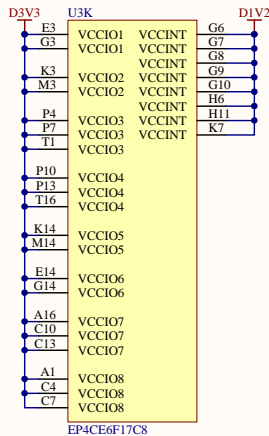 D3V3 U3K D1V2
E3 VCCIO1 VCCINT G6
G3 VCCIO1 VCCINT G7
VCCINT G8
K3 VCCIO2 VCCINT G9
M3 VCCIO2 VCCINT G10
VCCINT H6
P4 VCCIO3 VCCINT H11
P7 VCCIO3 VCCINT K7
T1 VCCIO3
P10 VCCIO4
P13 VCCIO4
T16 VCCIO4
K14 VCCIO5
M14 VCCIO5
E14 VCCIO6
G14 VCCIO6
A16 VCCIO7
C10 VCCIO7
C13 VCCIO7
A1 VCCIO8
C4 VCCIO8
C7 VCCIO8
EP4CE6F17C8